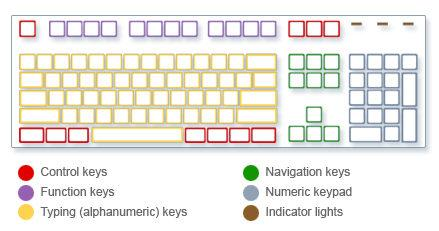 Control keys
Function keys
Typing (alphanumeric) keys
Navigation keys
Numeric keypad
Indicator lights